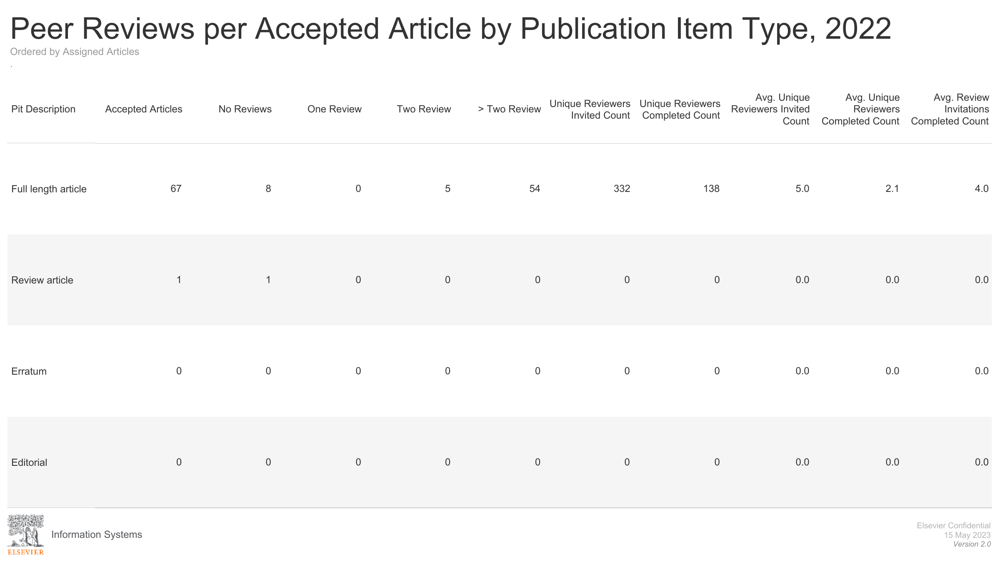 Peer Reviews per Accepted Article by Publication Item Type, 2022
Ordered by Assigned Articles
.
Pit Description Accepted Articles No Reviews One Review Two Review > Two Review Unique Reviewers Invited Count Unique Reviewers Completed Count Avg. Unique Reviewers Invited Count Avg. Unique Reviewers Completed Count Avg. Review Invitations Completed Count
Full length article 67 8 0 5 54 332 138 5.0 2.1 4.0
Review article 1 1 0 0 0 0 0 0.0 0.0 0.0
Erratum 0 0 0 0 0 0 0 0.0 0.0 0.0
Editorial 0 0 0 0 0 0 0 0.0 0.0 0.0
ELSEVIER
Information Systems
Elsevier Confidential
15 May 2023
Version 2.0